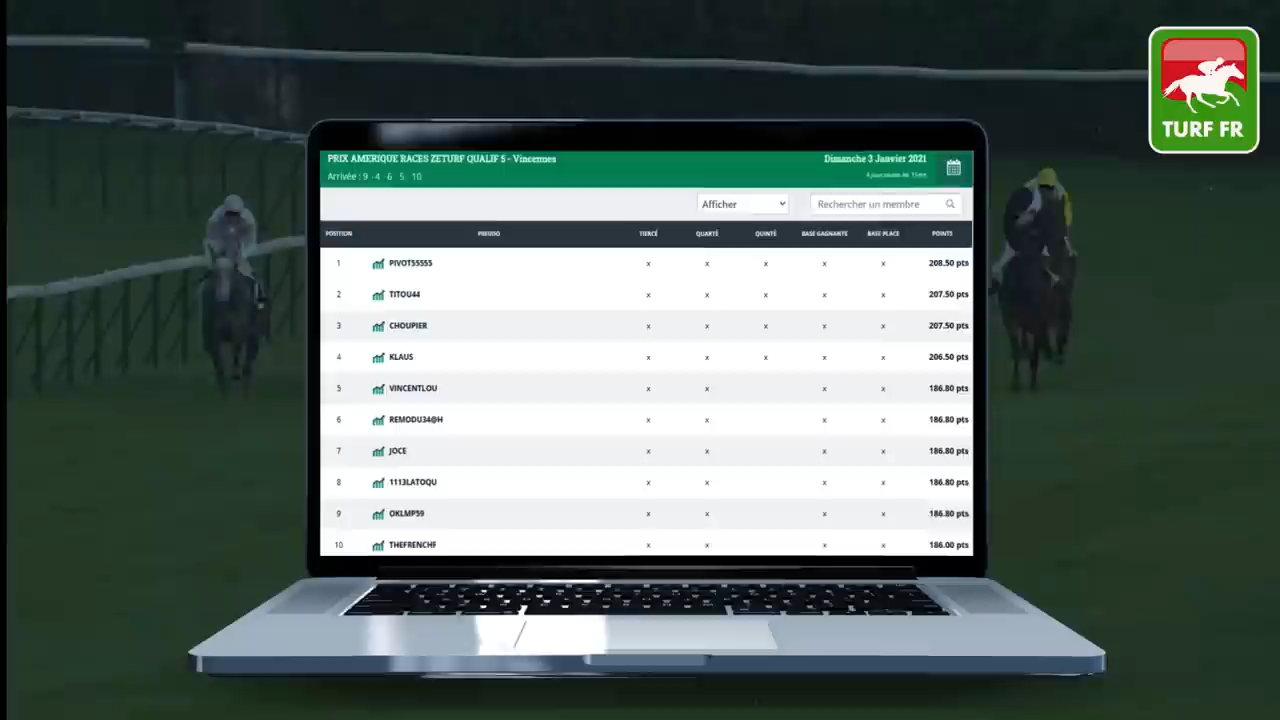 TURF FR
PRIX AMERIQUE RACES ZETURF QUALIF 5 - Vincennes
Dimanche 3 Janvier 2021
Arrivée : 9 - 4 6 5 10
Afficher
Rechercher un membre
POSITION PSEUDO TIERCÉ QUARTÉ QUINTÉ BASE GAGNANTE BASE PLACE POINTS
1 PIVOT55555 x x x x x 208.50 pts
2 TITOU44 x x x x x 207.50 pts
3 CHOUPIER x x x x x 207.50 pts
4 KLAUS x x x x x 206.50 pts
5 VINCENTLOU x x x x 186.80 pts
6 REMODU34@H x x x x 186.80 pts
7 JOCE x x x x 186.80 pts
8 1113LATOQU x x x x 186.80 pts
9 OKLMP59 x x x x 186.80 pts
10 THEFRENCHF x x x x 186.00 pts